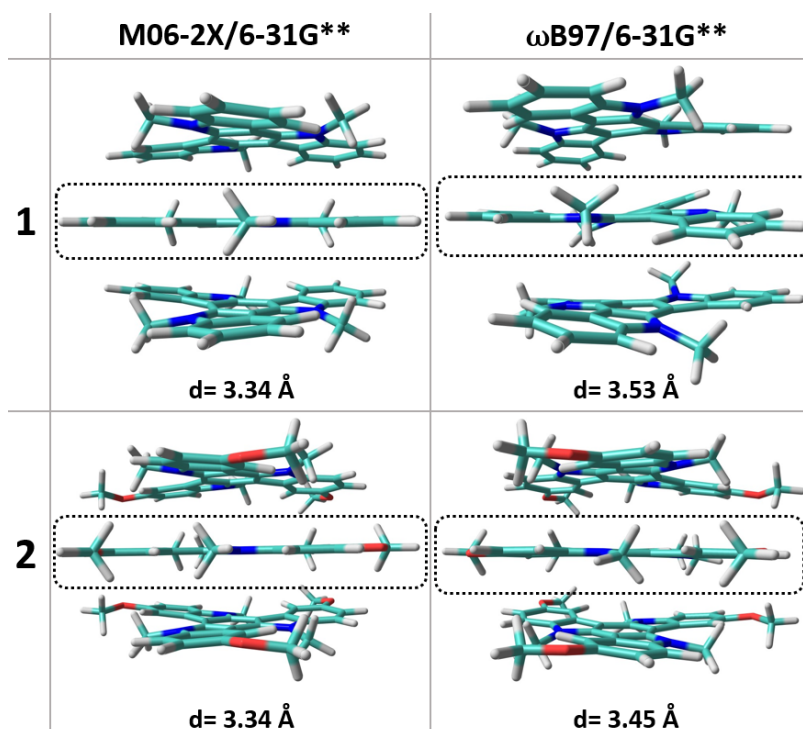 M06-2X/6-31G** ωB97/6-31G**
1
d= 3.34 Å d= 3.53 Å
2
d= 3.34 Å d= 3.45 Å